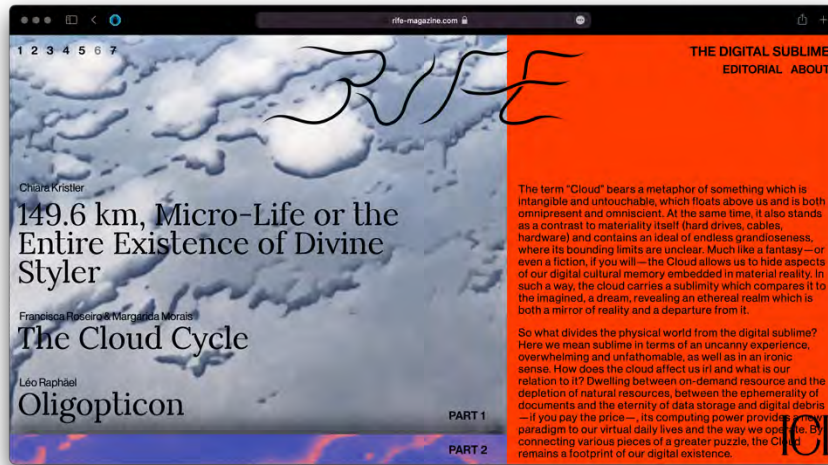 rife-magazine.com
1 2 3 4 5 6 7
RIFE
THE DIGITAL SUBLIME
EDITORIAL ABOUT
Chiara Kristler
149.6 km, Micro-Life or the
Entire Existence of Divine
Styler
Francisca Roseiro & Margarida Morais
The Cloud Cycle
Léo Raphäel
Oligopticon
PART 1
PART 2
The term “Cloud” bears a metaphor of something which is
intangible and untouchable, which floats above us and is both
omnipresent and omniscient. At the same time, it also stands
as a contrast to materiality itself (hard drives, cables,
hardware) and contains an ideal of endless grandioseness,
where its bounding limits are unclear. Much like a fantasy—or
even a fiction, if you will—the Cloud allows us to hide aspects
of our digital cultural memory embedded in material reality. In
such a way, the cloud carries a sublimity which compares it to
the imagined, a dream, revealing an ethereal realm which is
both a mirror of reality and a departure from it.
So what divides the physical world from the digital sublime?
Here we mean sublime in terms of an uncanny experience,
overwhelming and unfathomable, as well as in an ironic
sense. How does the cloud affect us irl and what is our
relation to it? Dwelling between on-demand resource and the
depletion of natural resources, between the ephemerality of
documents and the eternity of data storage and digital debris
—if you pay the price—, its computing power provides a new
paradigm to our virtual daily lives and the way we operate. By
connecting various pieces of a greater puzzle, the Cloud
remains a footprint of our digital existence.